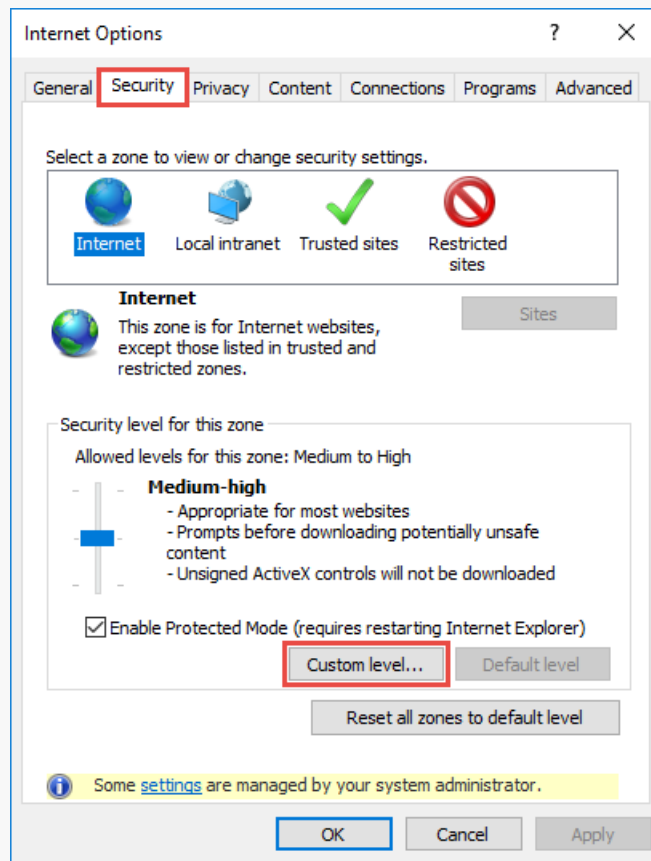 Internet Options ?
General Security Privacy Content Connections Programs Advanced
Select a zone to view or change security settings.
Internet Local intranet Trusted sites Restricted
sites
Internet
Sites
This zone is for Internet websites,
except those listed in trusted and
restricted zones.
Security level for this zone
Allowed levels for this zone: Medium to High
Medium-high
- Appropriate for most websites
- Prompts before downloading potentially unsafe
content
- Unsigned ActiveX controls will not be downloaded
Enable Protected Mode (requires restarting Internet Explorer)
Custom level... Default level
Reset all zones to default level
Some settings are managed by your system administrator.
OK Cancel Apply